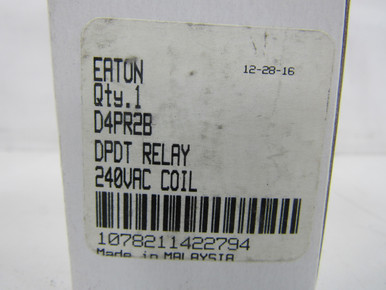 EATON 12-28-16
Qty.1
D4PR2B
DPDT RELAY
240VAC COIL
1078211422794
Made in MALAYSIA